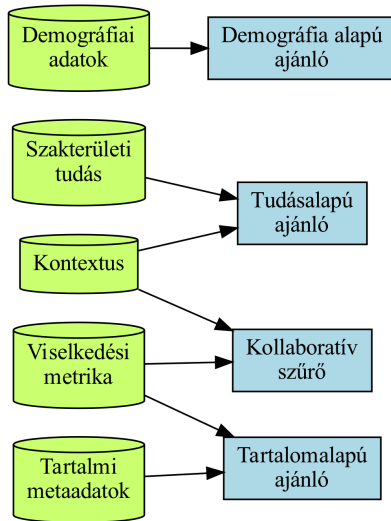 Demográfiai
adatok
Demográfia alapú
ajánló
Szakterületi
tudás
Tudásalapú
ajánló
Kontextus
Viselkedési
metrika
Kollaboratív
szűrő
Tartalmi
metaadatok
Tartalomalapú
ajánló